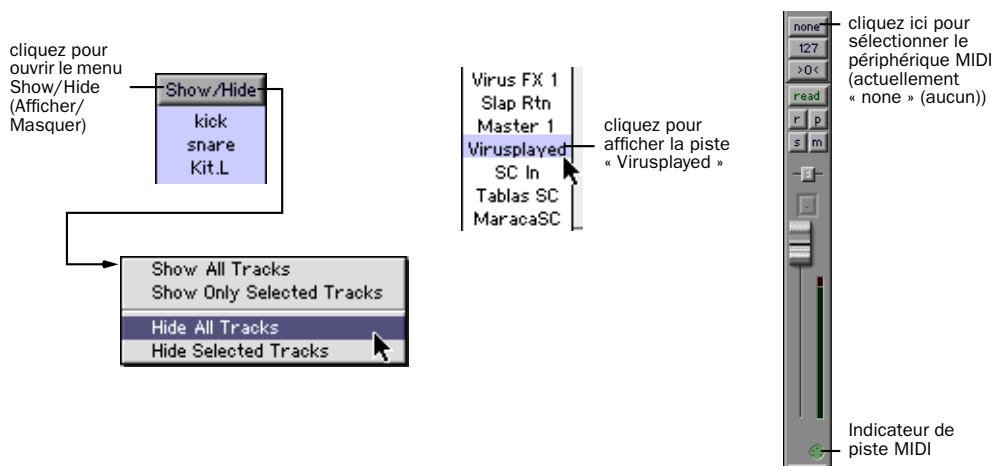 cliquez pour
ouvrir le menu
Show/Hide
(Afficher/
Masquer)
Show/Hide
kick
snare
Kit.L
Show All Tracks
Show Only Selected Tracks
Hide All Tracks
Hide Selected Tracks
Virus FX 1
Slap Rtn
Master 1
Virusplayed
SC In
Tablas SC
MaracaSC
cliquez pour
afficher la piste
« Virusplayed »
none
127
>0<
read
r p
s m
-
cliquez ici pour
sélectionner le
périphérique MIDI
(actuellement
« none » (aucun))
Indicateur de
piste MIDI